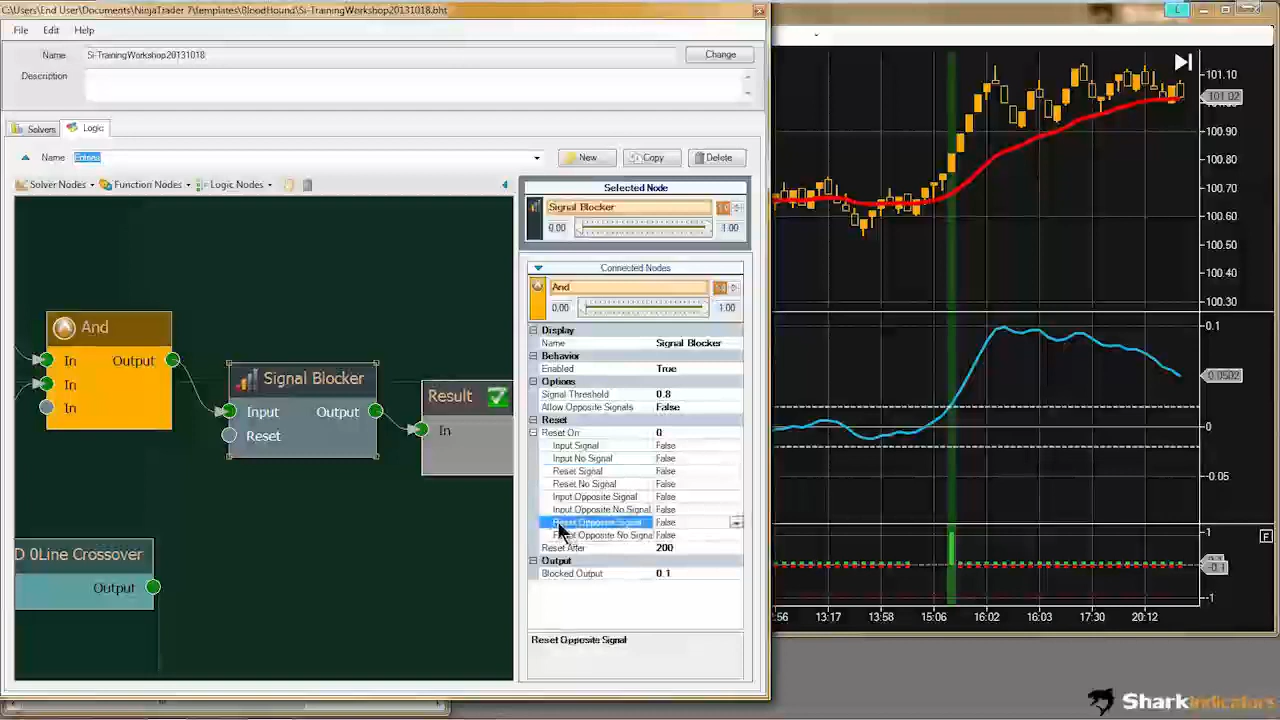 C:\Users\End User\Documents\NinjaTrader 7\templates\BloodHound\Si-TrainingWorkshop20131018.bht
File Edit Help
Name Si-TrainingWorkshop20131018 Change
Description
Solvers Logic
Name Entries New Copy Delete
Solver Nodes Function Nodes Logic Nodes
Selected Node
Signal Blocker 1.0
0.00 1.00
Connected Nodes
And
0.00 1.00
Display
Name Signal Blocker
Behavior
Enabled True
Options
Signal Threshold 0.8
Allow Opposite Signals False
Reset
Reset On 0
Input Signal False
Input No Signal False
Reset Signal False
Reset No Signal False
Input Opposite Signal False
Input Opposite No Signal False
Reset Opposite Signal False
Opposite No Signa False
Reset After 200
Output
Blocked Output 0.1
Reset Opposite Signal
And
In Output
In
In
Signal Blocker
Input Output
Reset
Result
In
D 0Line Crossover
Output
L
101.10
101.02
100.90
100.80
100.70
100.60
100.50
100.40
100.30
0.1
0.0502
0
-0.05
1
F
-0.1
-1
:56 13:17 13:58 15:06 16:02 16:03 17:30 20:12
SharkIndicators